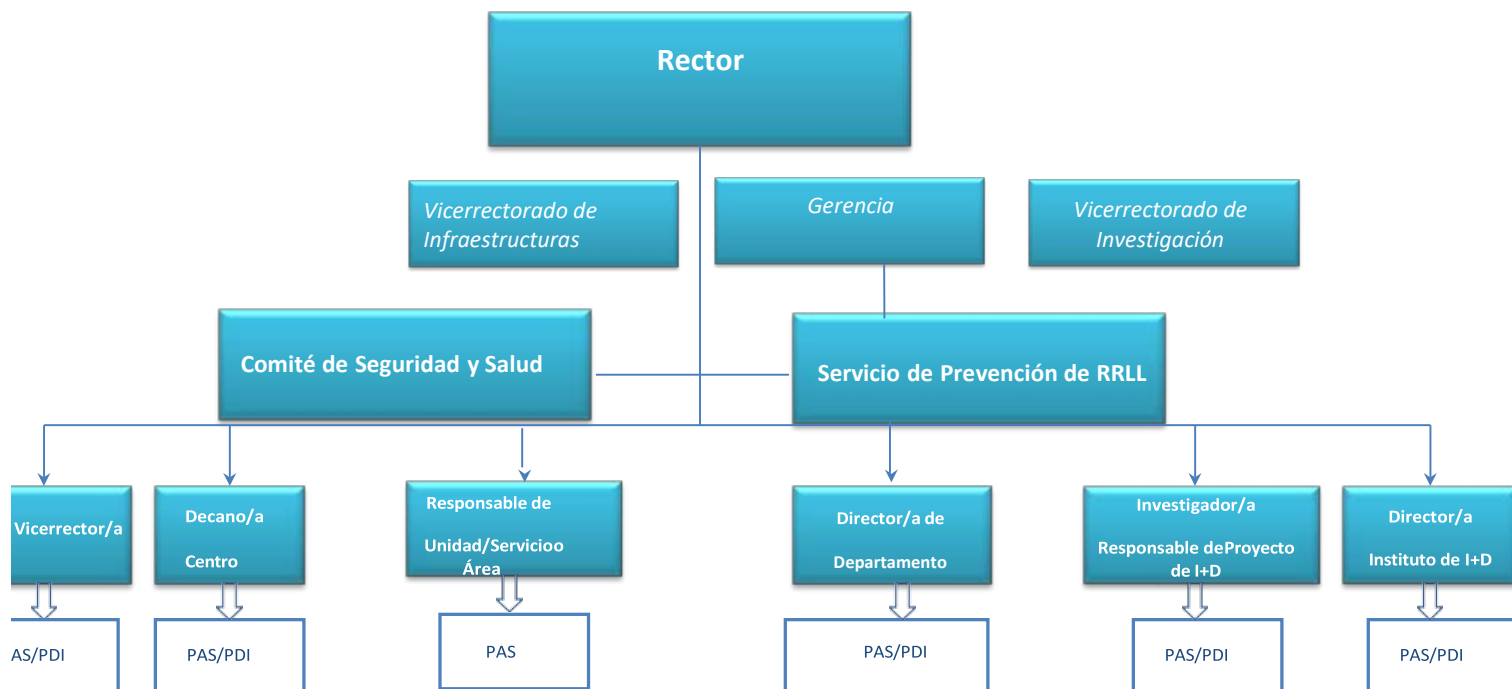 Rector
Vicerrectorado de
Infraestructuras
Gerencia
Vicerrectorado de
Investigación
Comité de Seguridad y Salud
Servicio de Prevención de RRLL
Vicerrector/a
Decano/a
Centro
Responsable de
Unidad/Servicioo
Área
Director/a de
Departamento
Investigador/a
Responsable deProyecto
de I+D
Director/a
Instituto de I+D
AS/PDI
PAS/PDI
PAS
PAS/PDI
PAS/PDI
PAS/PDI